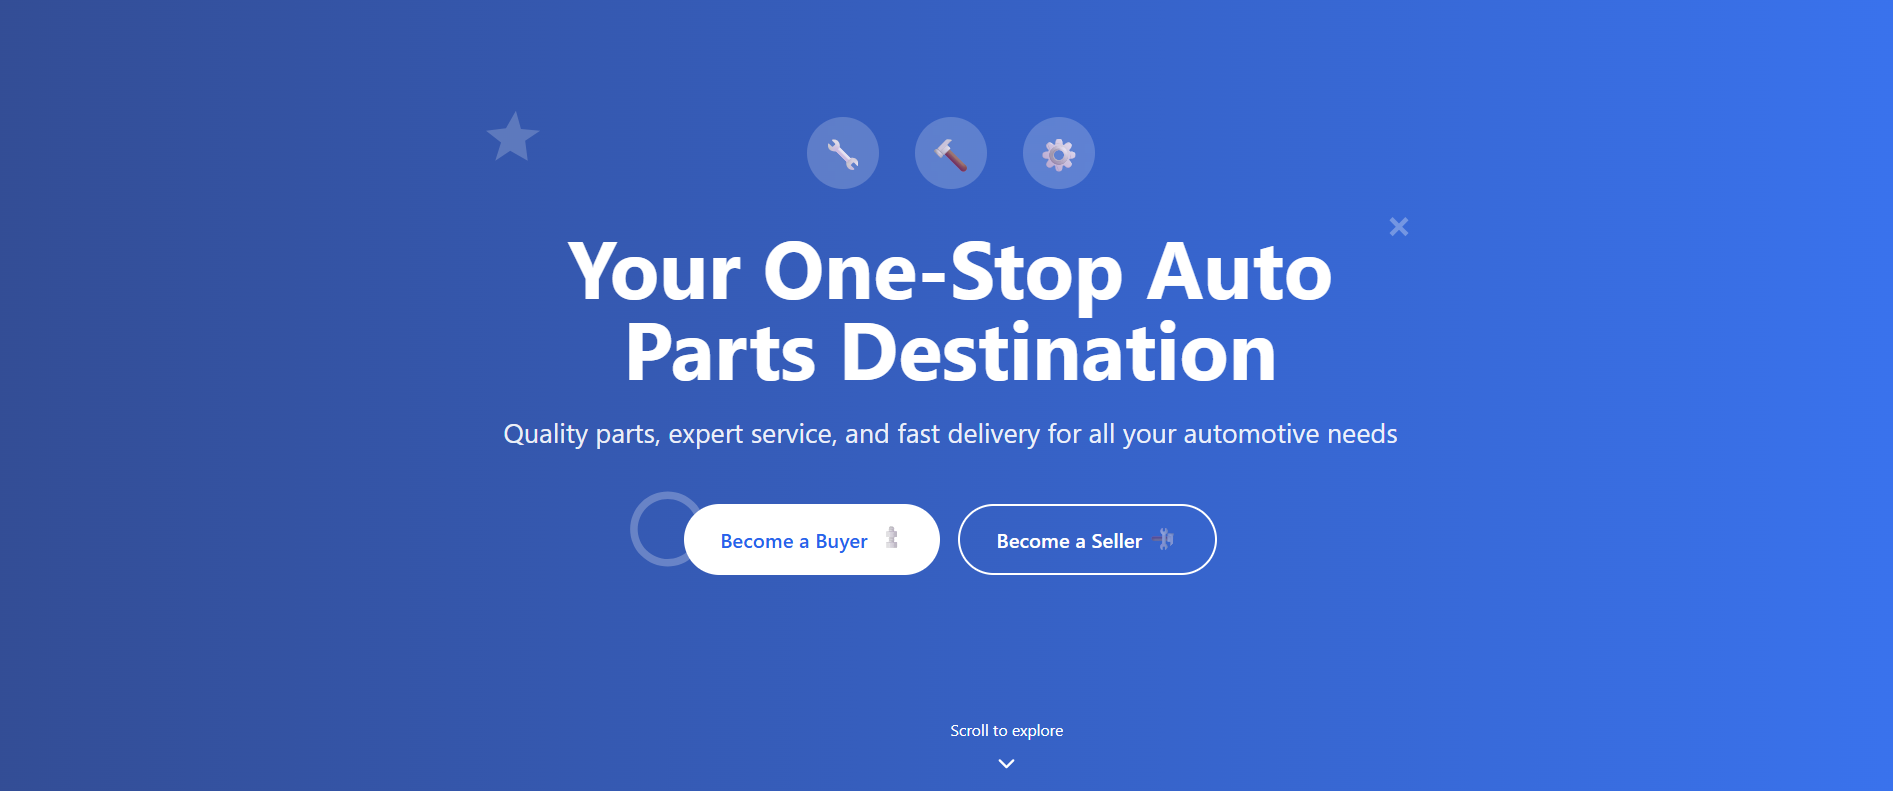 Your One-Stop Auto
Parts Destination
Quality parts, expert service, and fast delivery for all your automotive needs
Become a Buyer
Become a Seller
Scroll to explore